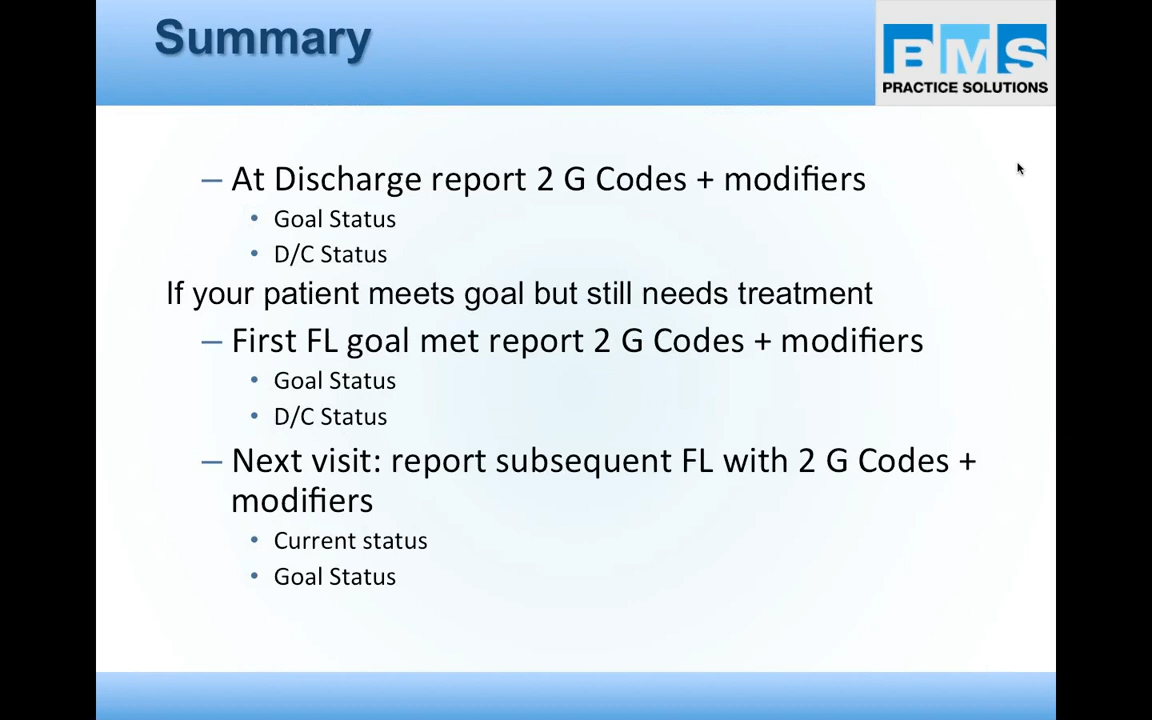 Summary
BMS
PRACTICE SOLUTIONS
– At Discharge report 2 G Codes + modifiers
• Goal Status
• D/C Status
If your patient meets goal but still needs treatment
– First FL goal met report 2 G Codes + modifiers
• Goal Status
• D/C Status
– Next visit: report subsequent FL with 2 G Codes +
modifiers
• Current status
• Goal Status